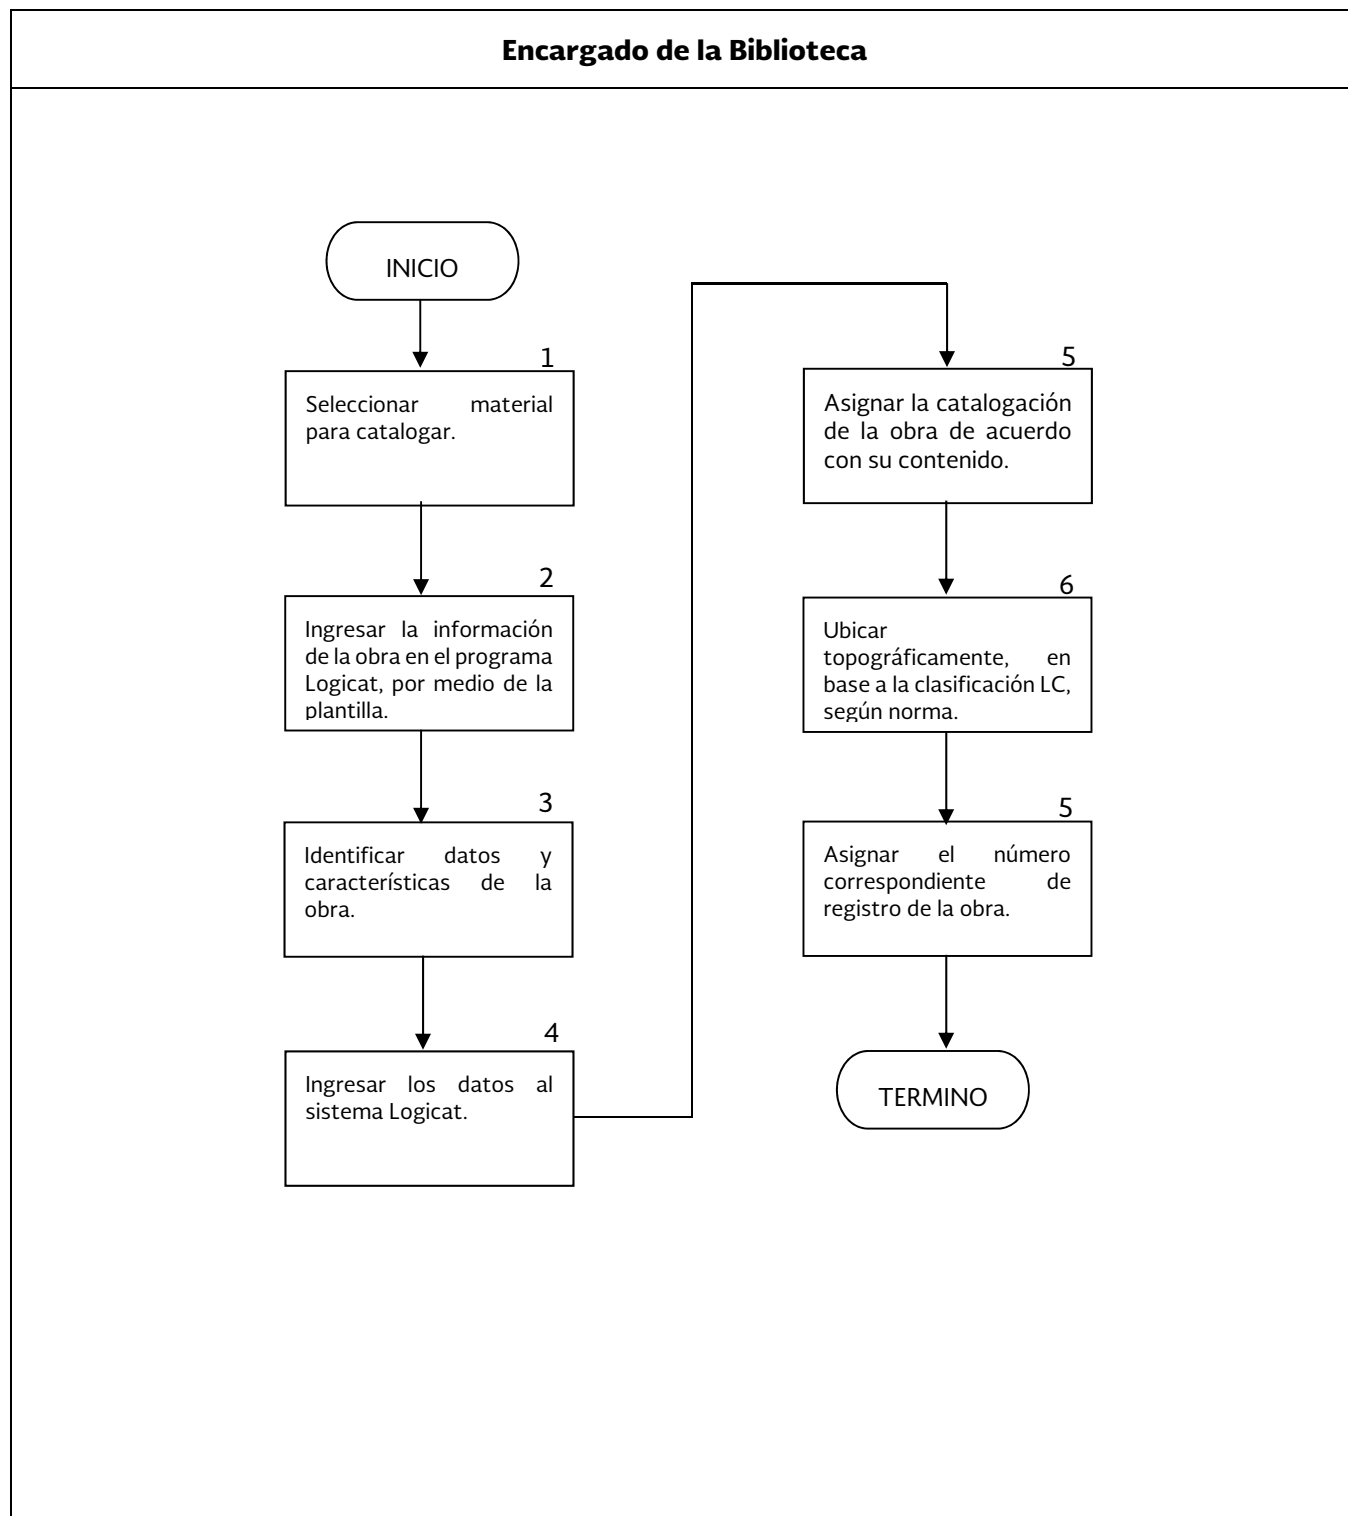 Encargado de la Biblioteca
INICIO
1
Seleccionar material
para catalogar.
2
Ingresar la información
de la obra en el programa
Logicat, por medio de la
plantilla.
3
Identificar datos y
características de la
obra.
4
Ingresar los datos al
sistema Logicat.
5
Asignar la catalogación
de la obra de acuerdo
con su contenido.
6
Ubicar
topográficamente, en
base a la clasificación LC,
según norma.
5
Asignar el número
correspondiente de
registro de la obra.
TERMINO